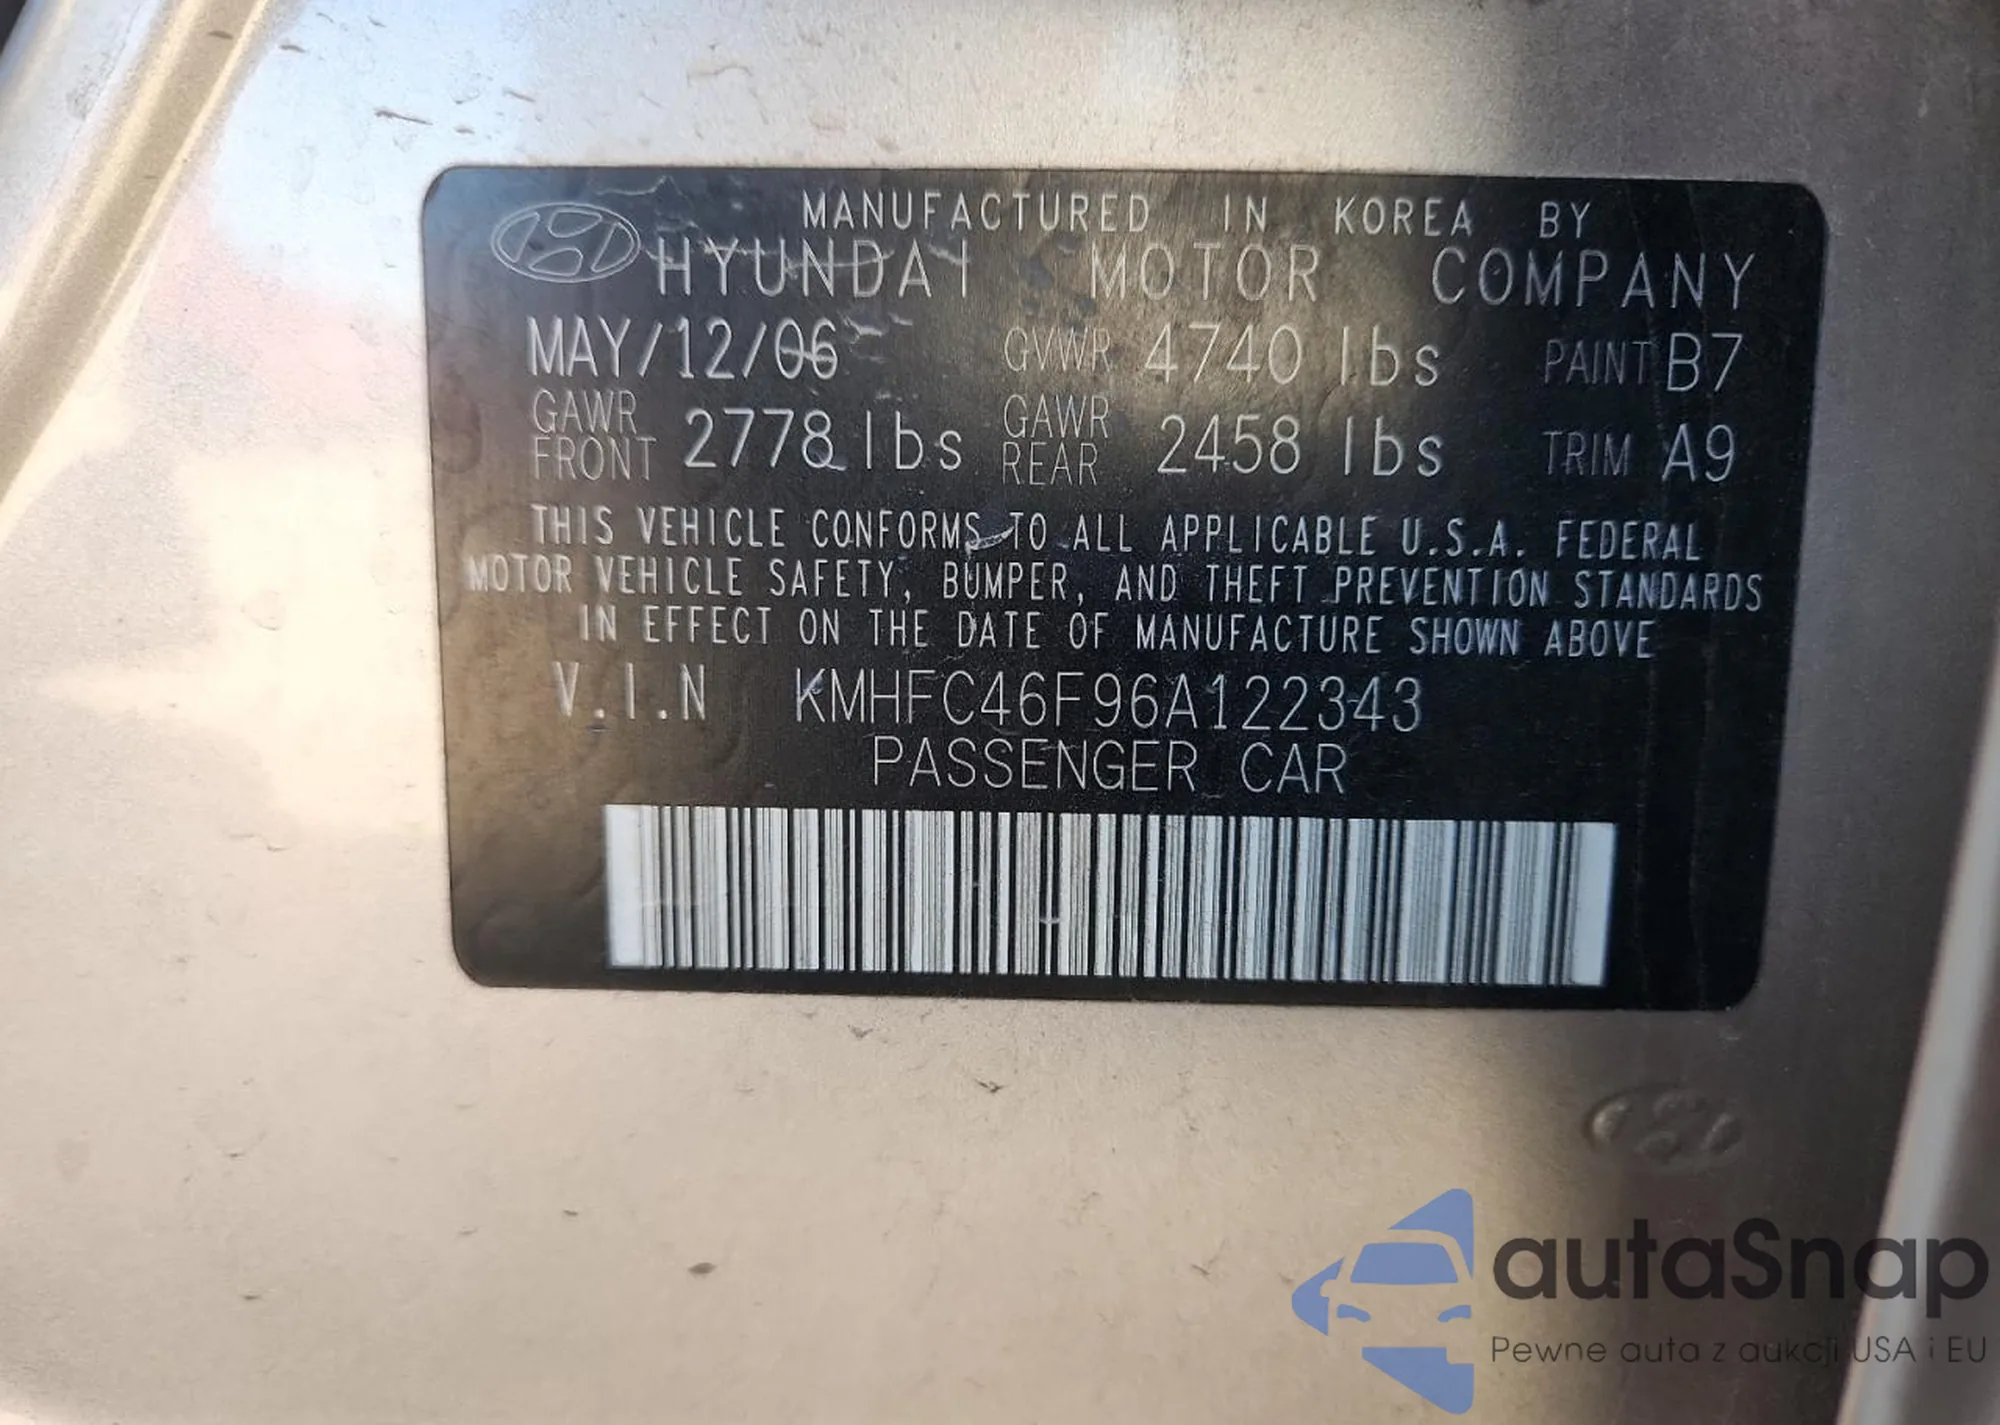 MANUFACTURED IN KOREA BY
HYUNDAI MOTOR COMPANY
MAY/12/06 GVWR 4740 lbs PAINT B7
GAWR FRONT 2778 lbs GAWR REAR 2458 lbs TRIM A9
THIS VEHICLE CONFORMS TO ALL APPLICABLE U.S.A. FEDERAL
MOTOR VEHICLE SAFETY, BUMPER, AND THEFT PREVENTION STANDARDS
IN EFFECT ON THE DATE OF MANUFACTURE SHOWN ABOVE
V.I.N KMHFC46F96A122343
PASSENGER CAR
autaSnap
Pewne auta z aukcji USA i EU